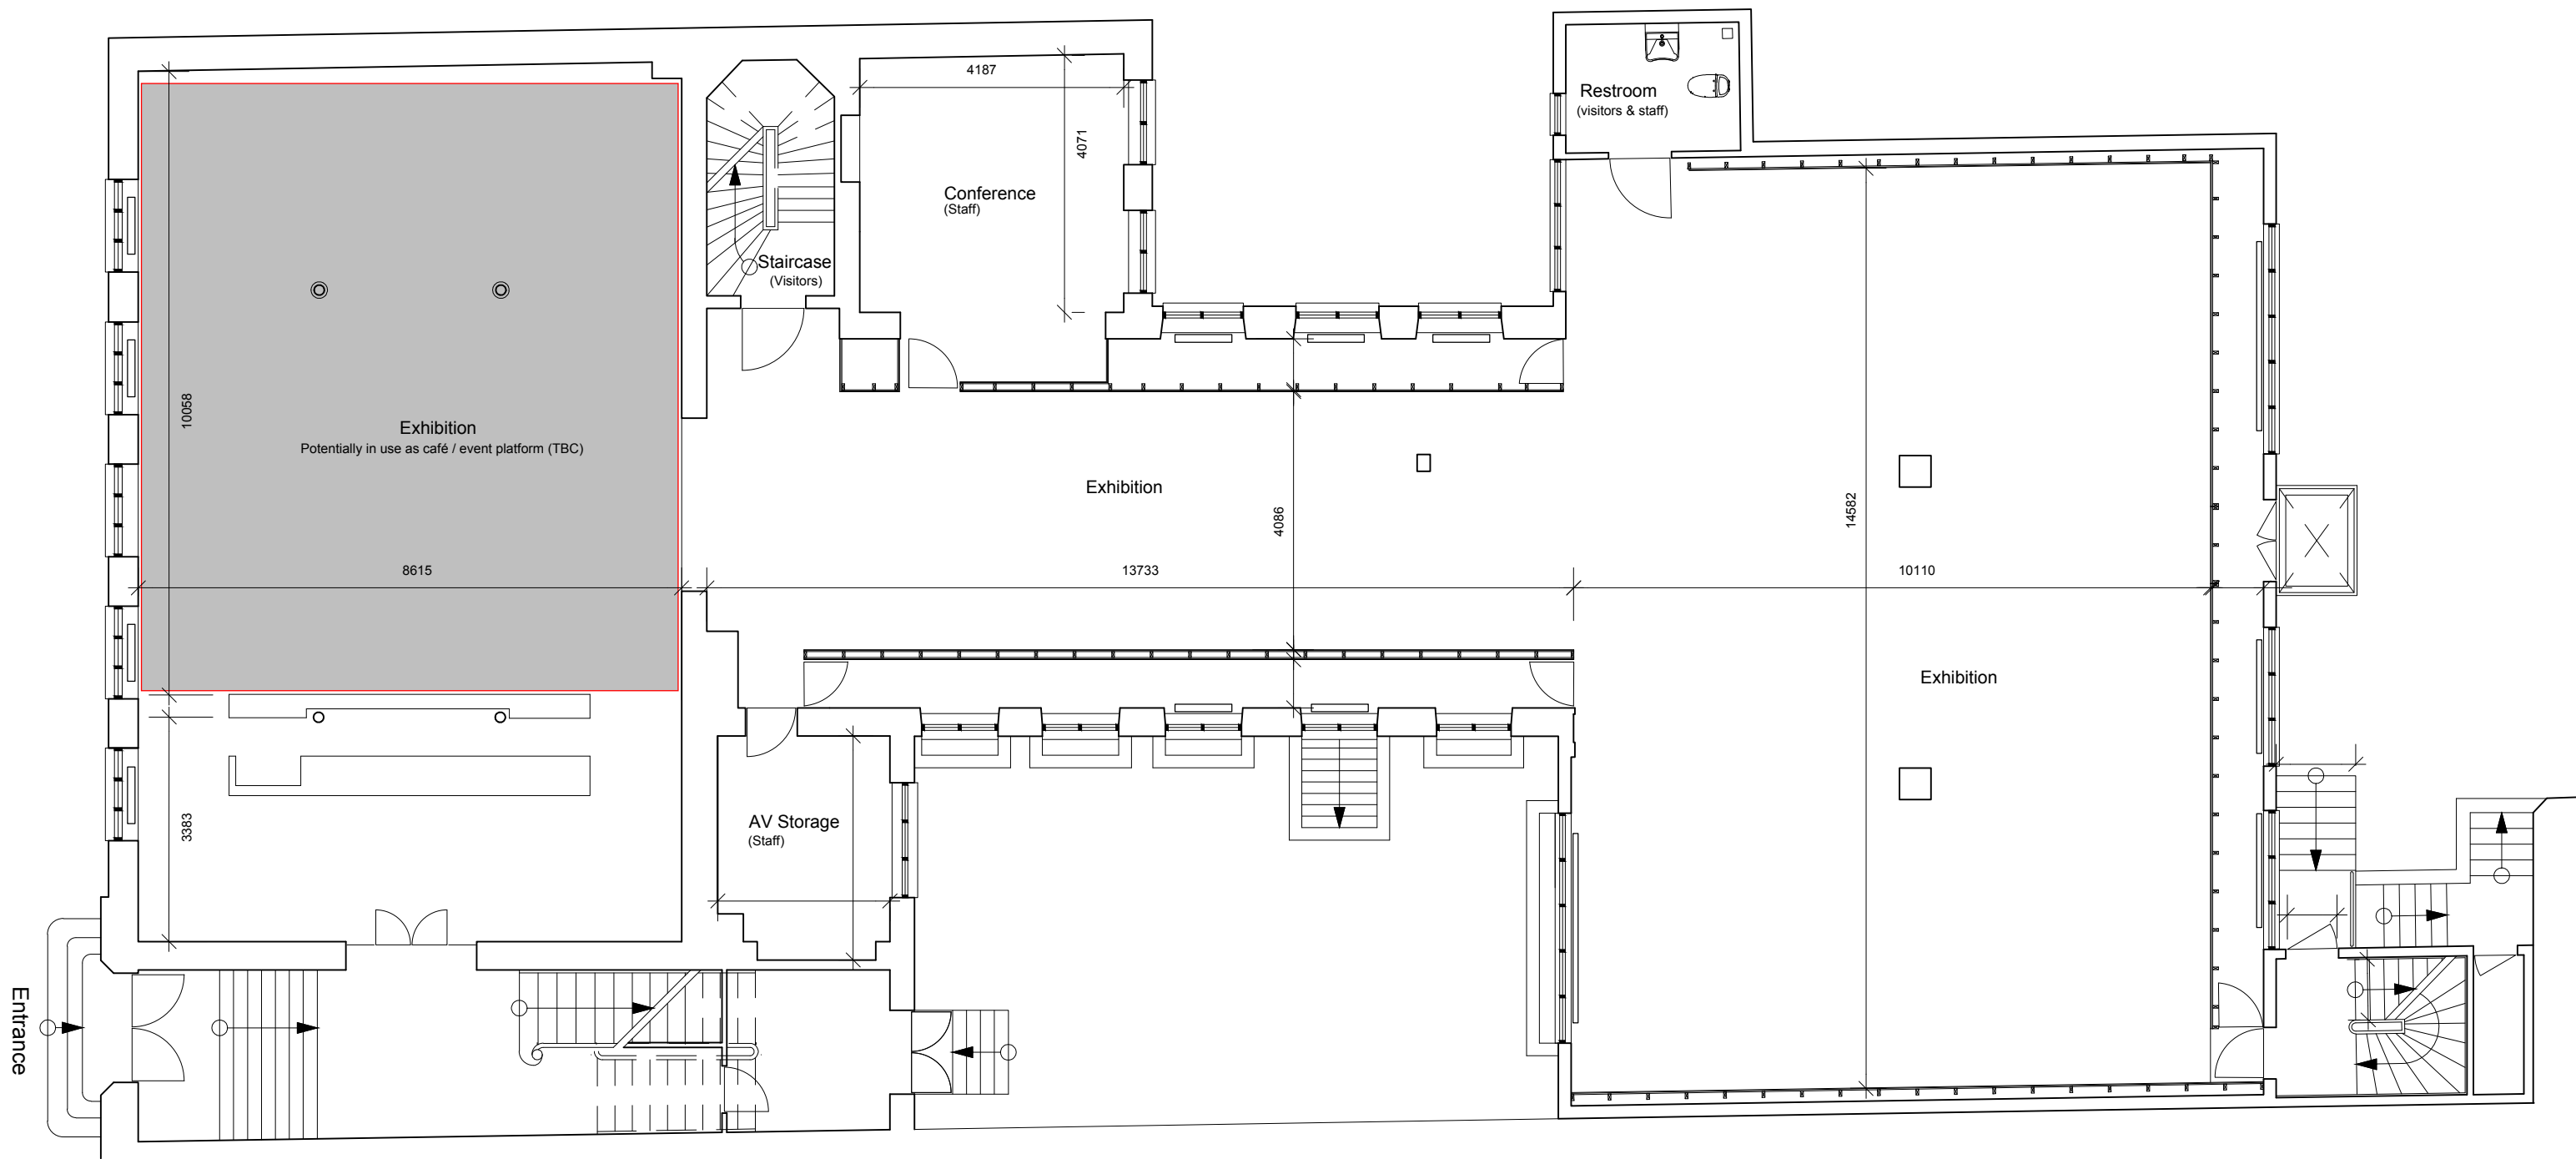 4187
Restroom
(visitors & staff)
4071
Conference
(Staff)
Staircase
(Visitors)
10058
Exhibition
Potentially in use as café / event platform (TBC)
Exhibition
4086
14582
8615
13733
10110
Exhibition
3383
AV Storage
(Staff)
Entrance